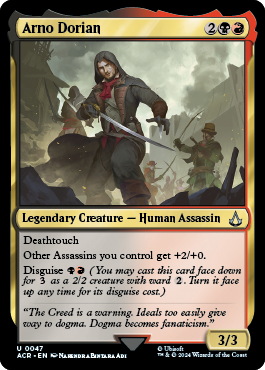 Arno Dorian 2
Legendary Creature — Human Assassin
Deathtouch
Other Assassins you control get +2/+0.
Disguise (You may cast this card face down
for 3 as a 2/2 creature with ward 2. Turn it face
up any time for its disguise cost.)
“The Creed is a warning. Ideals too easily give
way to dogma. Dogma becomes fanaticism.”
3/3
U 0047 © Ubisoft
ACR • EN Narendra Bintara Adi ™ & © 2024 Wizards of the Coast